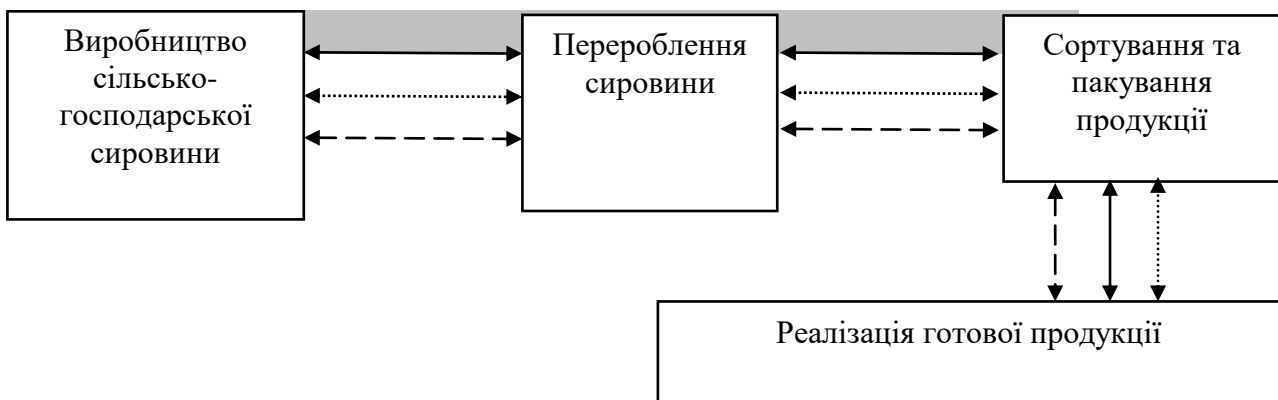 Виробництво
сільсько-
господарської
сировини
Перероблення
сировини
Сортування та
пакування
продукції
Реалізація готової продукції